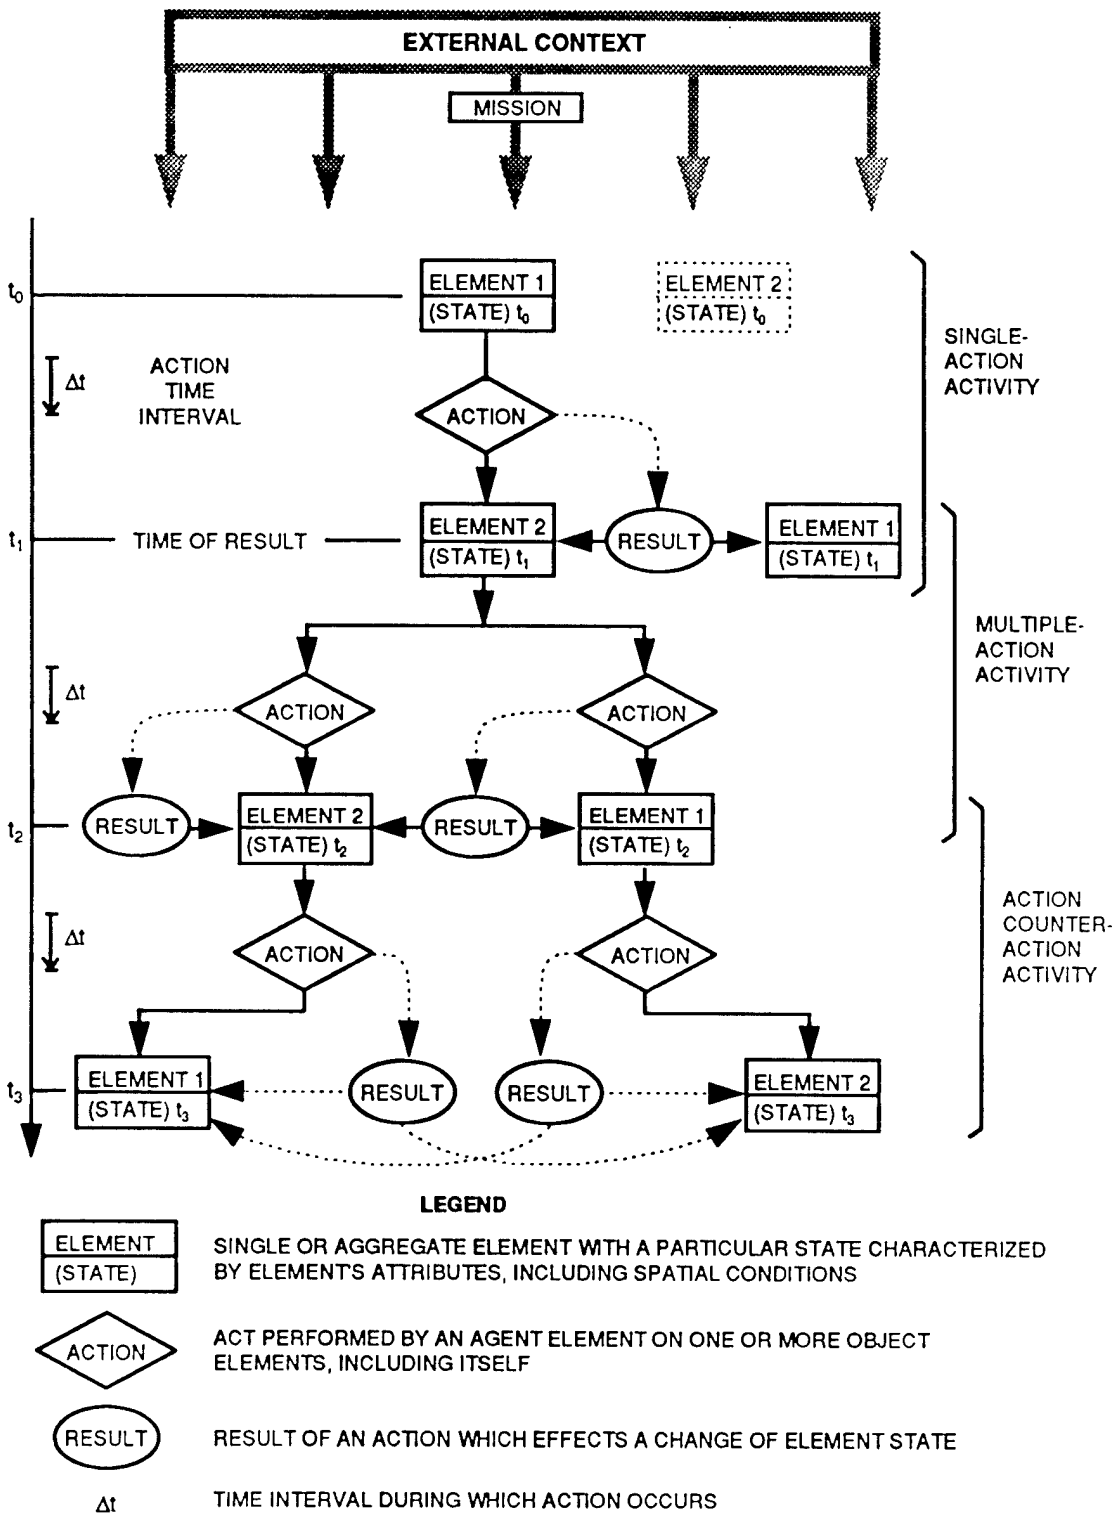 EXTERNAL CONTEXT
MISSION
t0
ELEMENT 1
(STATE) t0
ELEMENT 2
(STATE) t0
SINGLE-
ACTION
ACTIVITY
Δt
ACTION
TIME
INTERVAL
ACTION
t1
TIME OF RESULT
ELEMENT 2
(STATE) t1
RESULT
ELEMENT 1
(STATE) t1
MULTIPLE-
ACTION
ACTIVITY
Δt
ACTION
ACTION
t2
RESULT
ELEMENT 2
(STATE) t2
RESULT
ELEMENT 1
(STATE) t2
ACTION
COUNTER-
ACTION
ACTIVITY
Δt
ACTION
ACTION
t3
ELEMENT 1
(STATE) t3
RESULT
RESULT
ELEMENT 2
(STATE) t3
LEGEND
ELEMENT
(STATE)
SINGLE OR AGGREGATE ELEMENT WITH A PARTICULAR STATE CHARACTERIZED
BY ELEMENT'S ATTRIBUTES, INCLUDING SPATIAL CONDITIONS
ACTION
ACT PERFORMED BY AN AGENT ELEMENT ON ONE OR MORE OBJECT
ELEMENTS, INCLUDING ITSELF
RESULT
RESULT OF AN ACTION WHICH EFFECTS A CHANGE OF ELEMENT STATE
Δt
TIME INTERVAL DURING WHICH ACTION OCCURS